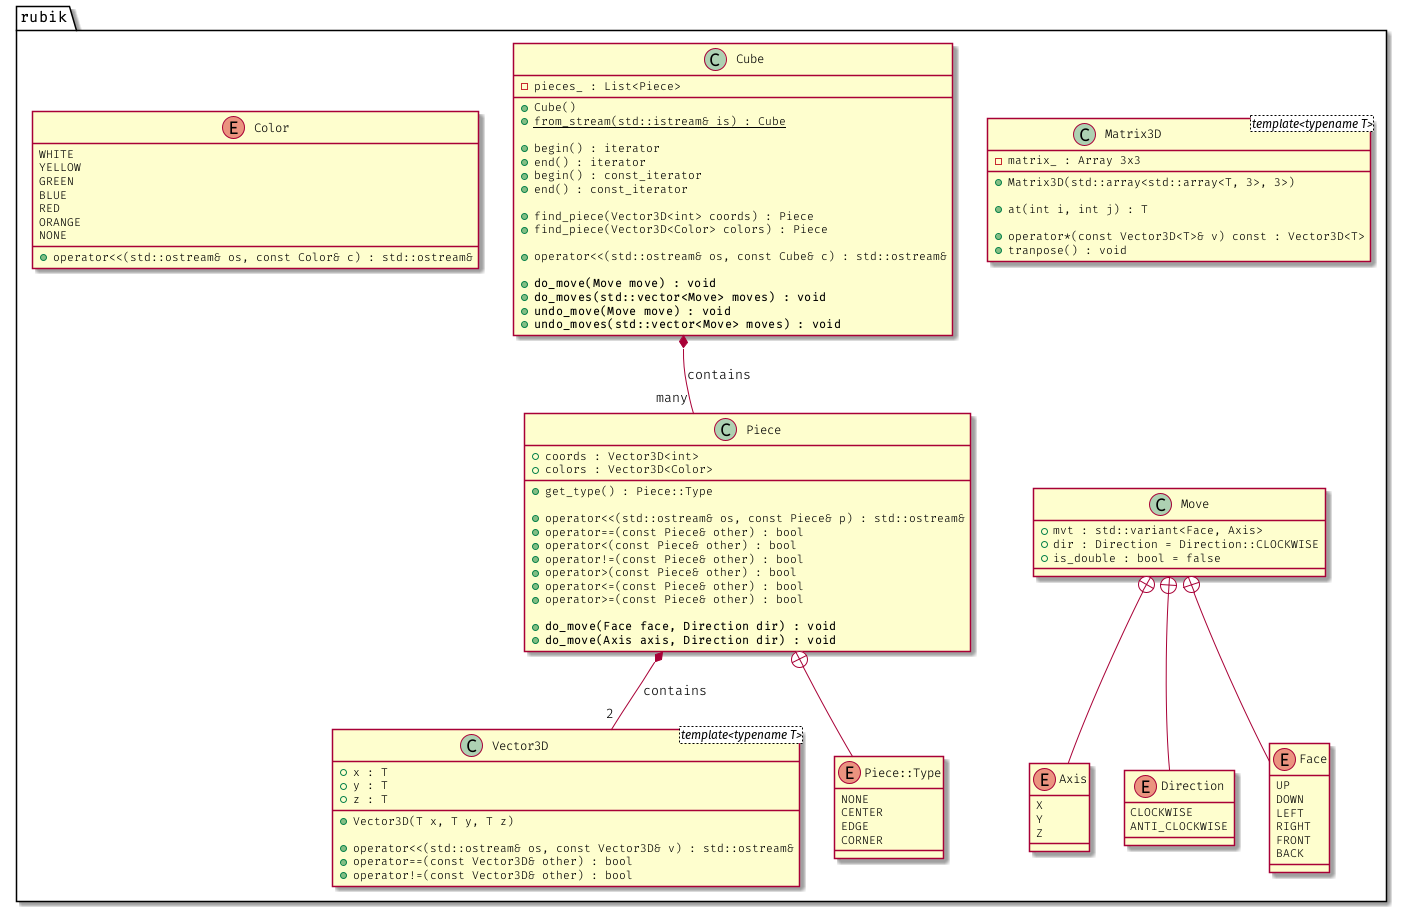 rubik
C Cube
pieces_ : List<Piece>
Cube()
from_stream(std::istream& is) : Cube
begin() : iterator
end() : iterator
begin() : const_iterator
end() : const_iterator
find_piece(Vector3D<int> coords) : Piece
find_piece(Vector3D<Color> colors) : Piece
operator<<(std::ostream& os, const Cube& c) : std::ostream&
do_move(Move move) : void
do_moves(std::vector<Move> moves) : void
undo_move(Move move) : void
undo_moves(std::vector<Move> moves) : void
E Color
WHITE
YELLOW
GREEN
BLUE
RED
ORANGE
NONE
operator<<(std::ostream& os, const Color& c) : std::ostream&
template<typename T>
C Matrix3D
matrix_ : Array 3x3
Matrix3D(std::array<std::array<T, 3>, 3>)
at(int i, int j) : T
operator*(const Vector3D<T>& v) const : Vector3D<T>
tranpose() : void
contains
many
C Piece
coords : Vector3D<int>
colors : Vector3D<Color>
get_type() : Piece::Type
operator<<(std::ostream& os, const Piece& p) : std::ostream&
operator==(const Piece& other) : bool
operator<(const Piece& other) : bool
operator!=(const Piece& other) : bool
operator>(const Piece& other) : bool
operator<=(const Piece& other) : bool
operator>=(const Piece& other) : bool
do_move(Face face, Direction dir) : void
do_move(Axis axis, Direction dir) : void
C Move
mvt : std::variant<Face, Axis>
dir : Direction = Direction::CLOCKWISE
is_double : bool = false
contains
2
template<typename T>
C Vector3D
x : T
y : T
z : T
Vector3D(T x, T y, T z)
operator<<(std::ostream& os, const Vector3D& v) : std::ostream&
operator==(const Vector3D& other) : bool
operator!=(const Vector3D& other) : bool
E Piece::Type
NONE
CENTER
EDGE
CORNER
E Axis
X
Y
Z
E Direction
CLOCKWISE
ANTI_CLOCKWISE
E Face
UP
DOWN
LEFT
RIGHT
FRONT
BACK